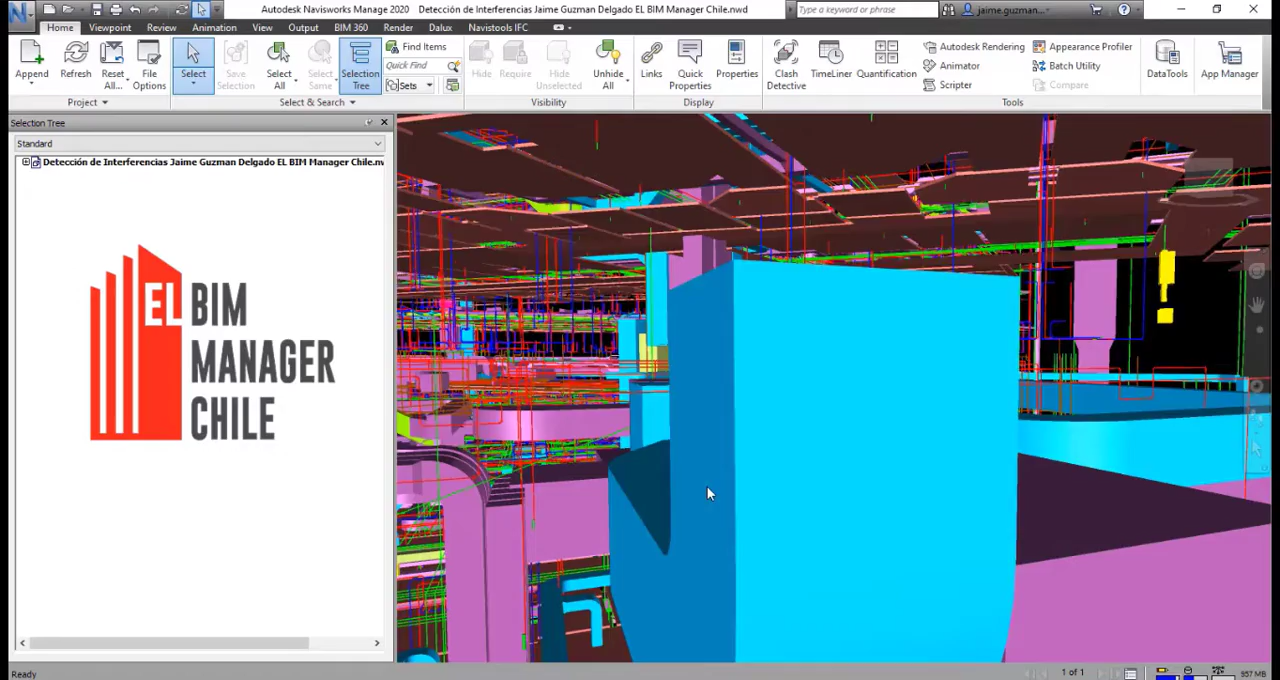 Autodesk Navisworks Manage 2020 Detección de Interferencias Jaime Guzman Delgado EL BIM Manager Chile.nwd
Type a keyword or phrase
jaime.guzman...
Home Viewpoint Review Animation View Output BIM 360 Render Dalux Navistools IFC
Append
Refresh
Reset All...
File Options
Project
Select
Save Selection
Select All
Select Same
Selection Tree
Find Items
Quick Find
Sets
Select & Search
Hide
Require
Hide Unselected
Unhide All
Visibility
Links
Quick Properties
Properties
Display
Clash Detective
TimeLiner
Quantification
Autodesk Rendering
Animator
Scripter
Appearance Profiler
Batch Utility
Compare
Tools
DataTools
App Manager
Selection Tree
Standard
Detección de Interferencias Jaime Guzman Delgado EL BIM Manager Chile.nw
EL BIM
MANAGER
CHILE
Ready
1 of 1
957 MB